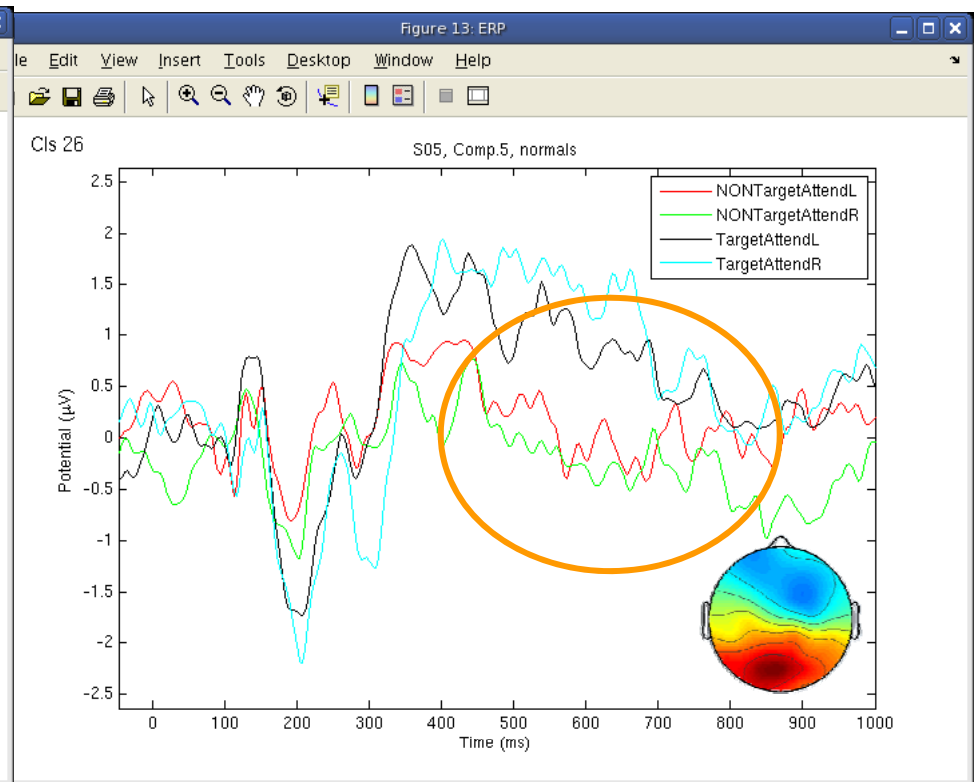 Figure 13: ERP
le Edit View Insert Tools Desktop Window Help
Cls 26
S05, Comp.5, normals
NONTargetAttendL
NONTargetAttendR
TargetAttendL
TargetAttendR
2.5
2
1.5
1
0.5
0
-0.5
-1
-1.5
-2
-2.5
Potential (μV)
0 100 200 300 400 500 600 700 800 900 1000
Time (ms)